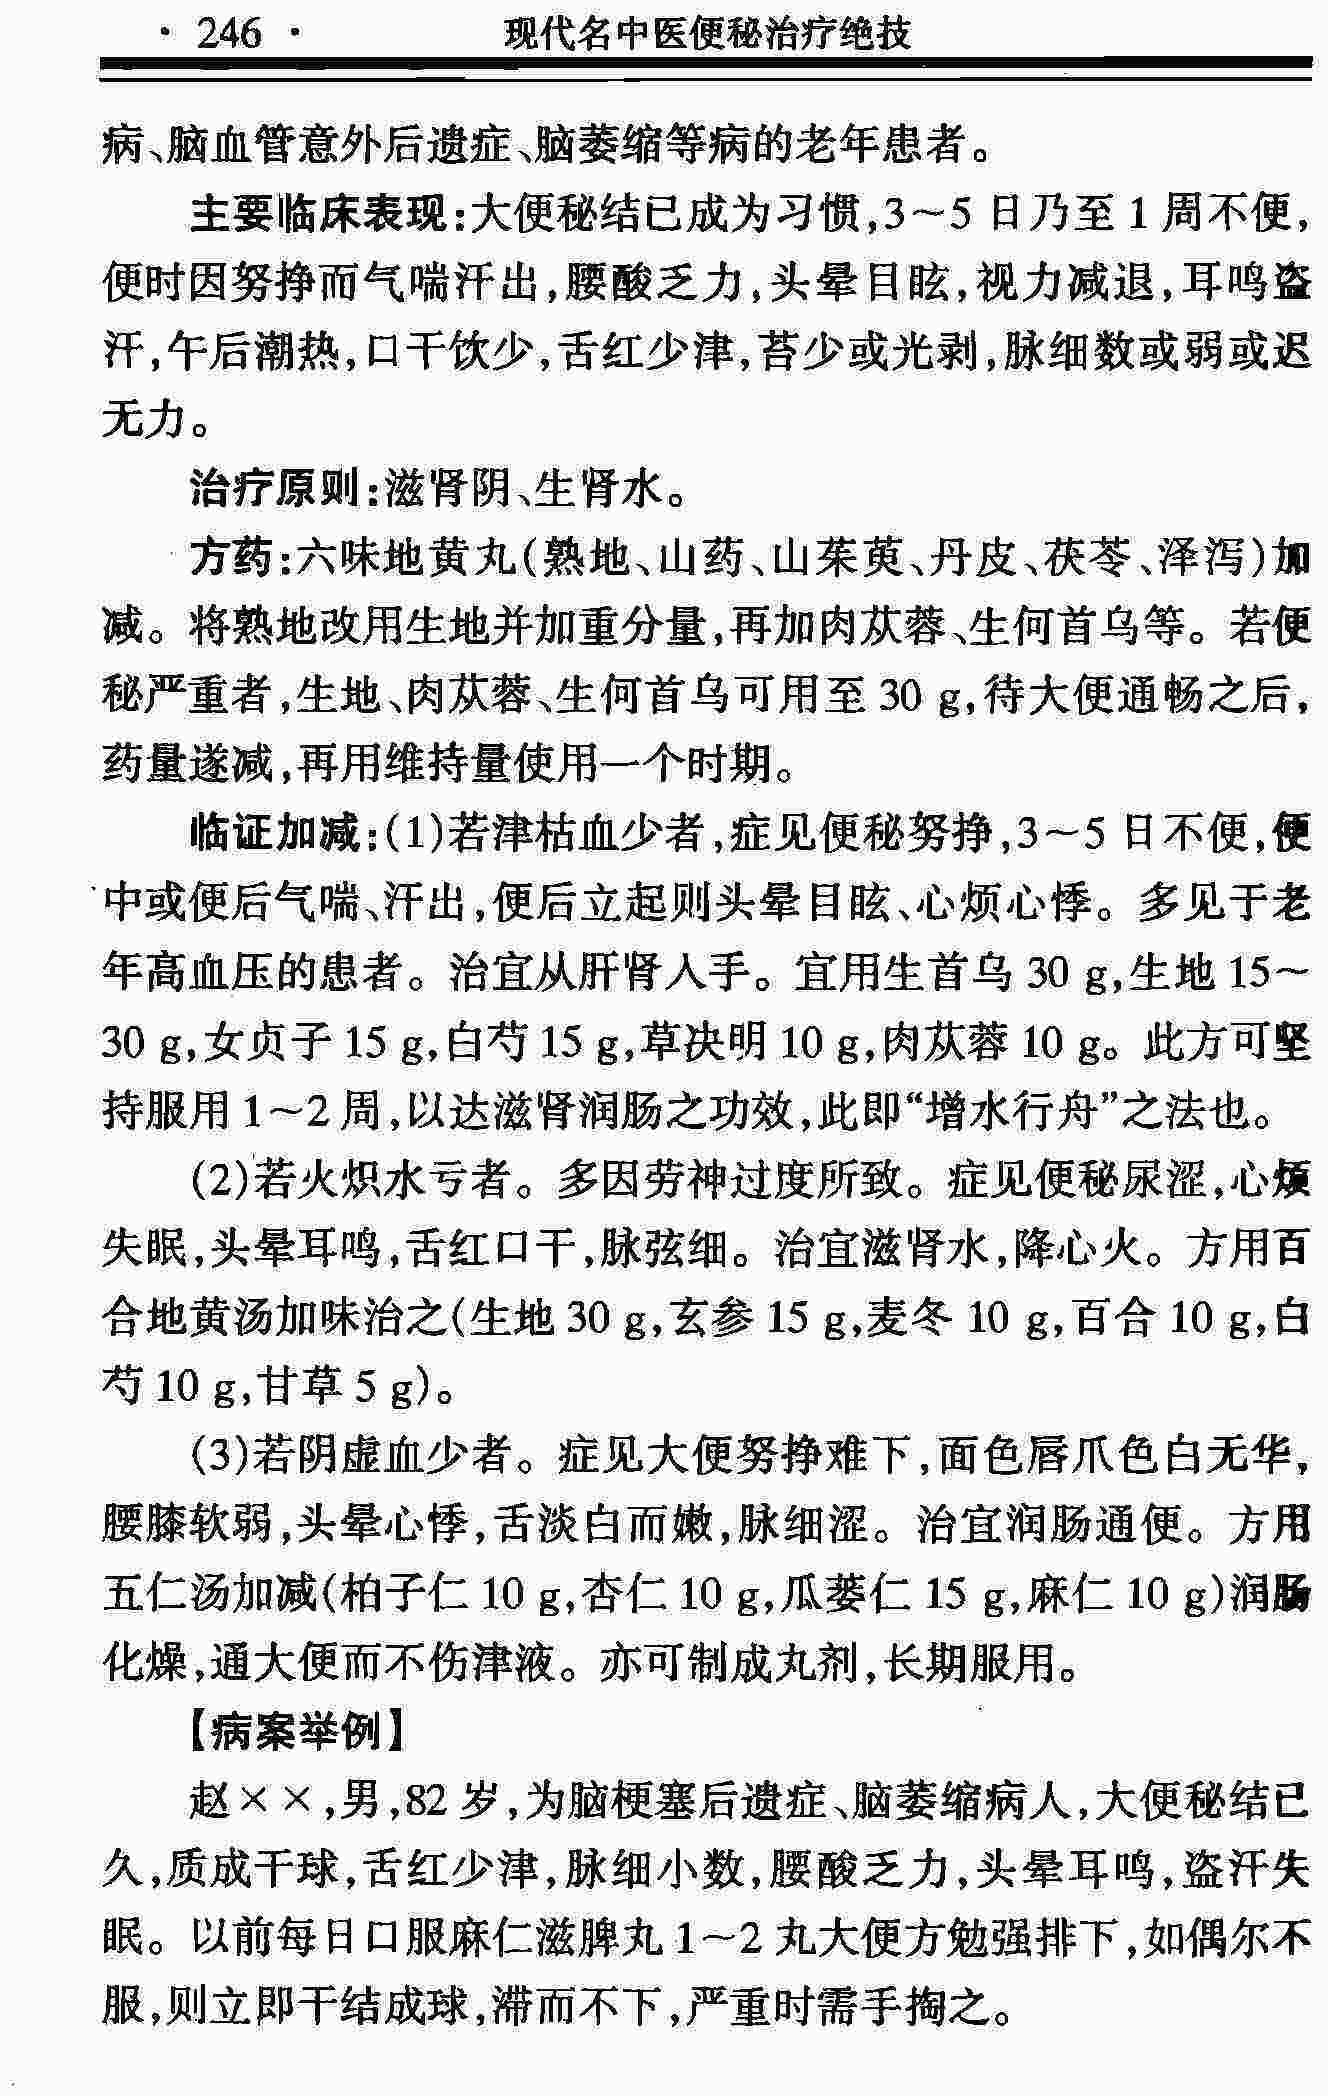 · 246 · 现代名中医便秘治疗绝技
病、脑血管意外后遗症、脑萎缩等病的老年患者。
主要临床表现:大便秘结已成为习惯,3～5 日乃至 1 周不便,
便时因努挣而气喘汗出,腰酸乏力,头晕目眩,视力减退,耳鸣盗
汗,午后潮热,口干饮少,舌红少津,苔少或光剥,脉细数或弱或迟
无力。
治疗原则:滋肾阴、生肾水。
方药:六味地黄丸(熟地、山药、山茱萸、丹皮、茯苓、泽泻)加
减。将熟地改用生地并加重分量,再加肉苁蓉、生何首乌等。若便
秘严重者,生地、肉苁蓉、生何首乌可用至 30 g,待大便通畅之后,
药量遂减,再用维持量使用一个时期。
临证加减:(1)若津枯血少者,症见便秘努挣,3～5 日不便,便
中或便后气喘、汗出,便后立起则头晕目眩、心烦心悸。多见于老
年高血压的患者。治宜从肝肾人手。宜用生首乌 30 g,生地 15～
30 g,女贞子 15 g,白芍 15 g,草决明 10 g,肉苁蓉 10 g。此方可坚
持服用 1～2 周,以达滋肾润肠之功效,此即“增水行舟”之法也。
(2)若火炽水亏者。多因劳神过度所致。症见便秘尿涩,心烦
失眠,头晕耳鸣,舌红口干,脉弦细。治宜滋肾水,降心火。方用百
合地黄汤加味治之(生地 30 g,玄参 15 g,麦冬 10 g,百合 10 g,白
芍 10 g,甘草 5 g)。
(3)若阴虚血少者。症见大便努挣难下,面色唇爪色白无华,
腰膝软弱,头晕心悸,舌淡白而嫩,脉细涩。治宜润肠通便。方用
五仁汤加减(柏子仁 10 g,杏仁 10 g,瓜蒌仁 15 g,麻仁 10 g)润肠
化燥,通大便而不伤津液。亦可制成丸剂,长期服用。
【病案举例】
赵××,男,82 岁,为脑梗塞后遗症、脑萎缩病人,大便秘结已
久,质成干球,舌红少津,脉细小数,腰酸乏力,头晕耳鸣,盗汗失
眠。以前每日口服麻仁滋脾丸 1～2 丸大便方勉强排下,如偶尔不
服,则立即干结成球,滞而不下,严重时需手掏之。